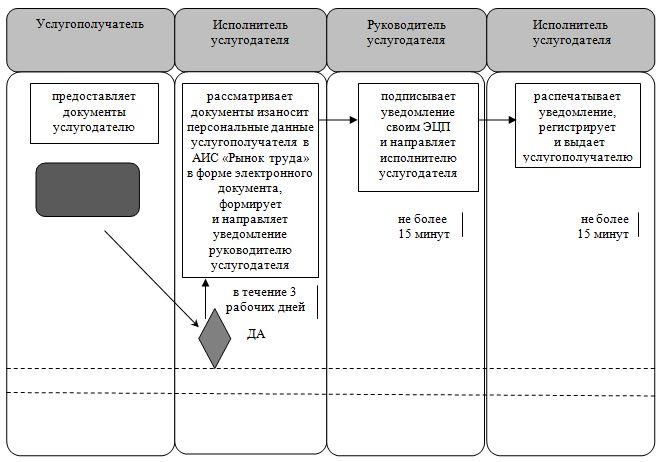 Услугополучатель
Исполнитель
услугодателя
Руководитель
услугодателя
Исполнитель
услугодателя
предоставляет
документы
услугодателю
рассматривает
документы изаносит
персональные данные
услугополучателя в
АИС «Рынок труда»
в форме электронного
документа,
формирует
и направляет
уведомление
руководителю
услугодателя
подписывает
уведомление
своим ЭЦП
и направляет
исполнителю
услугодателя
распечатывает
уведомление,
регистрирует
и выдает
услугополучателю
не более
15 минут
не более
15 минут
в течение 3
рабочих дней
ДА